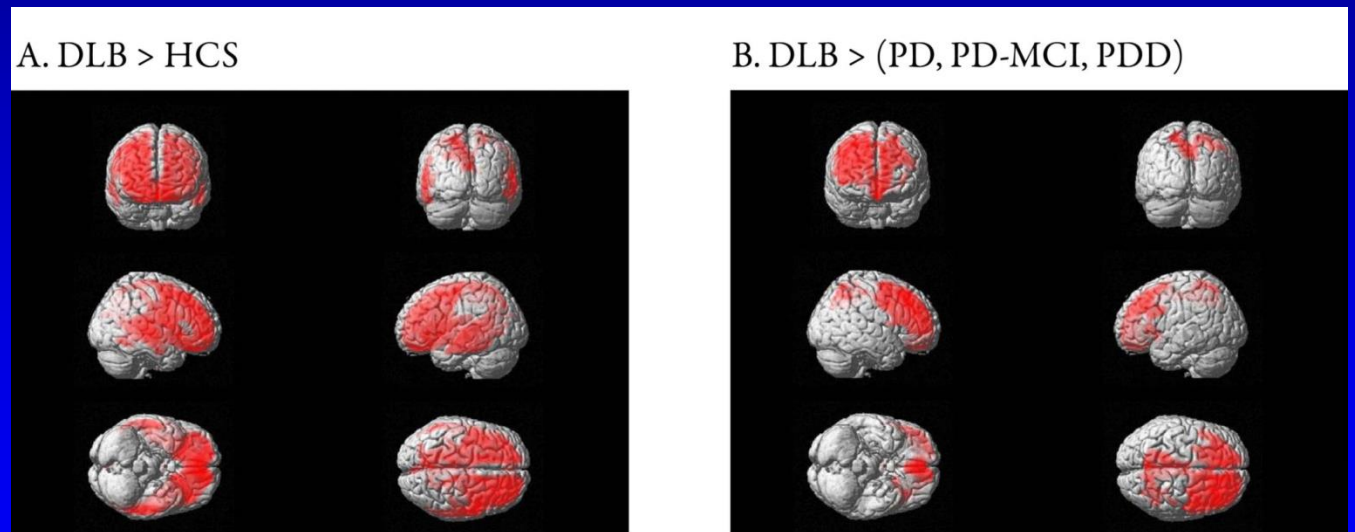 A. DLB > HCS
B. DLB > (PD, PD-MCI, PDD)